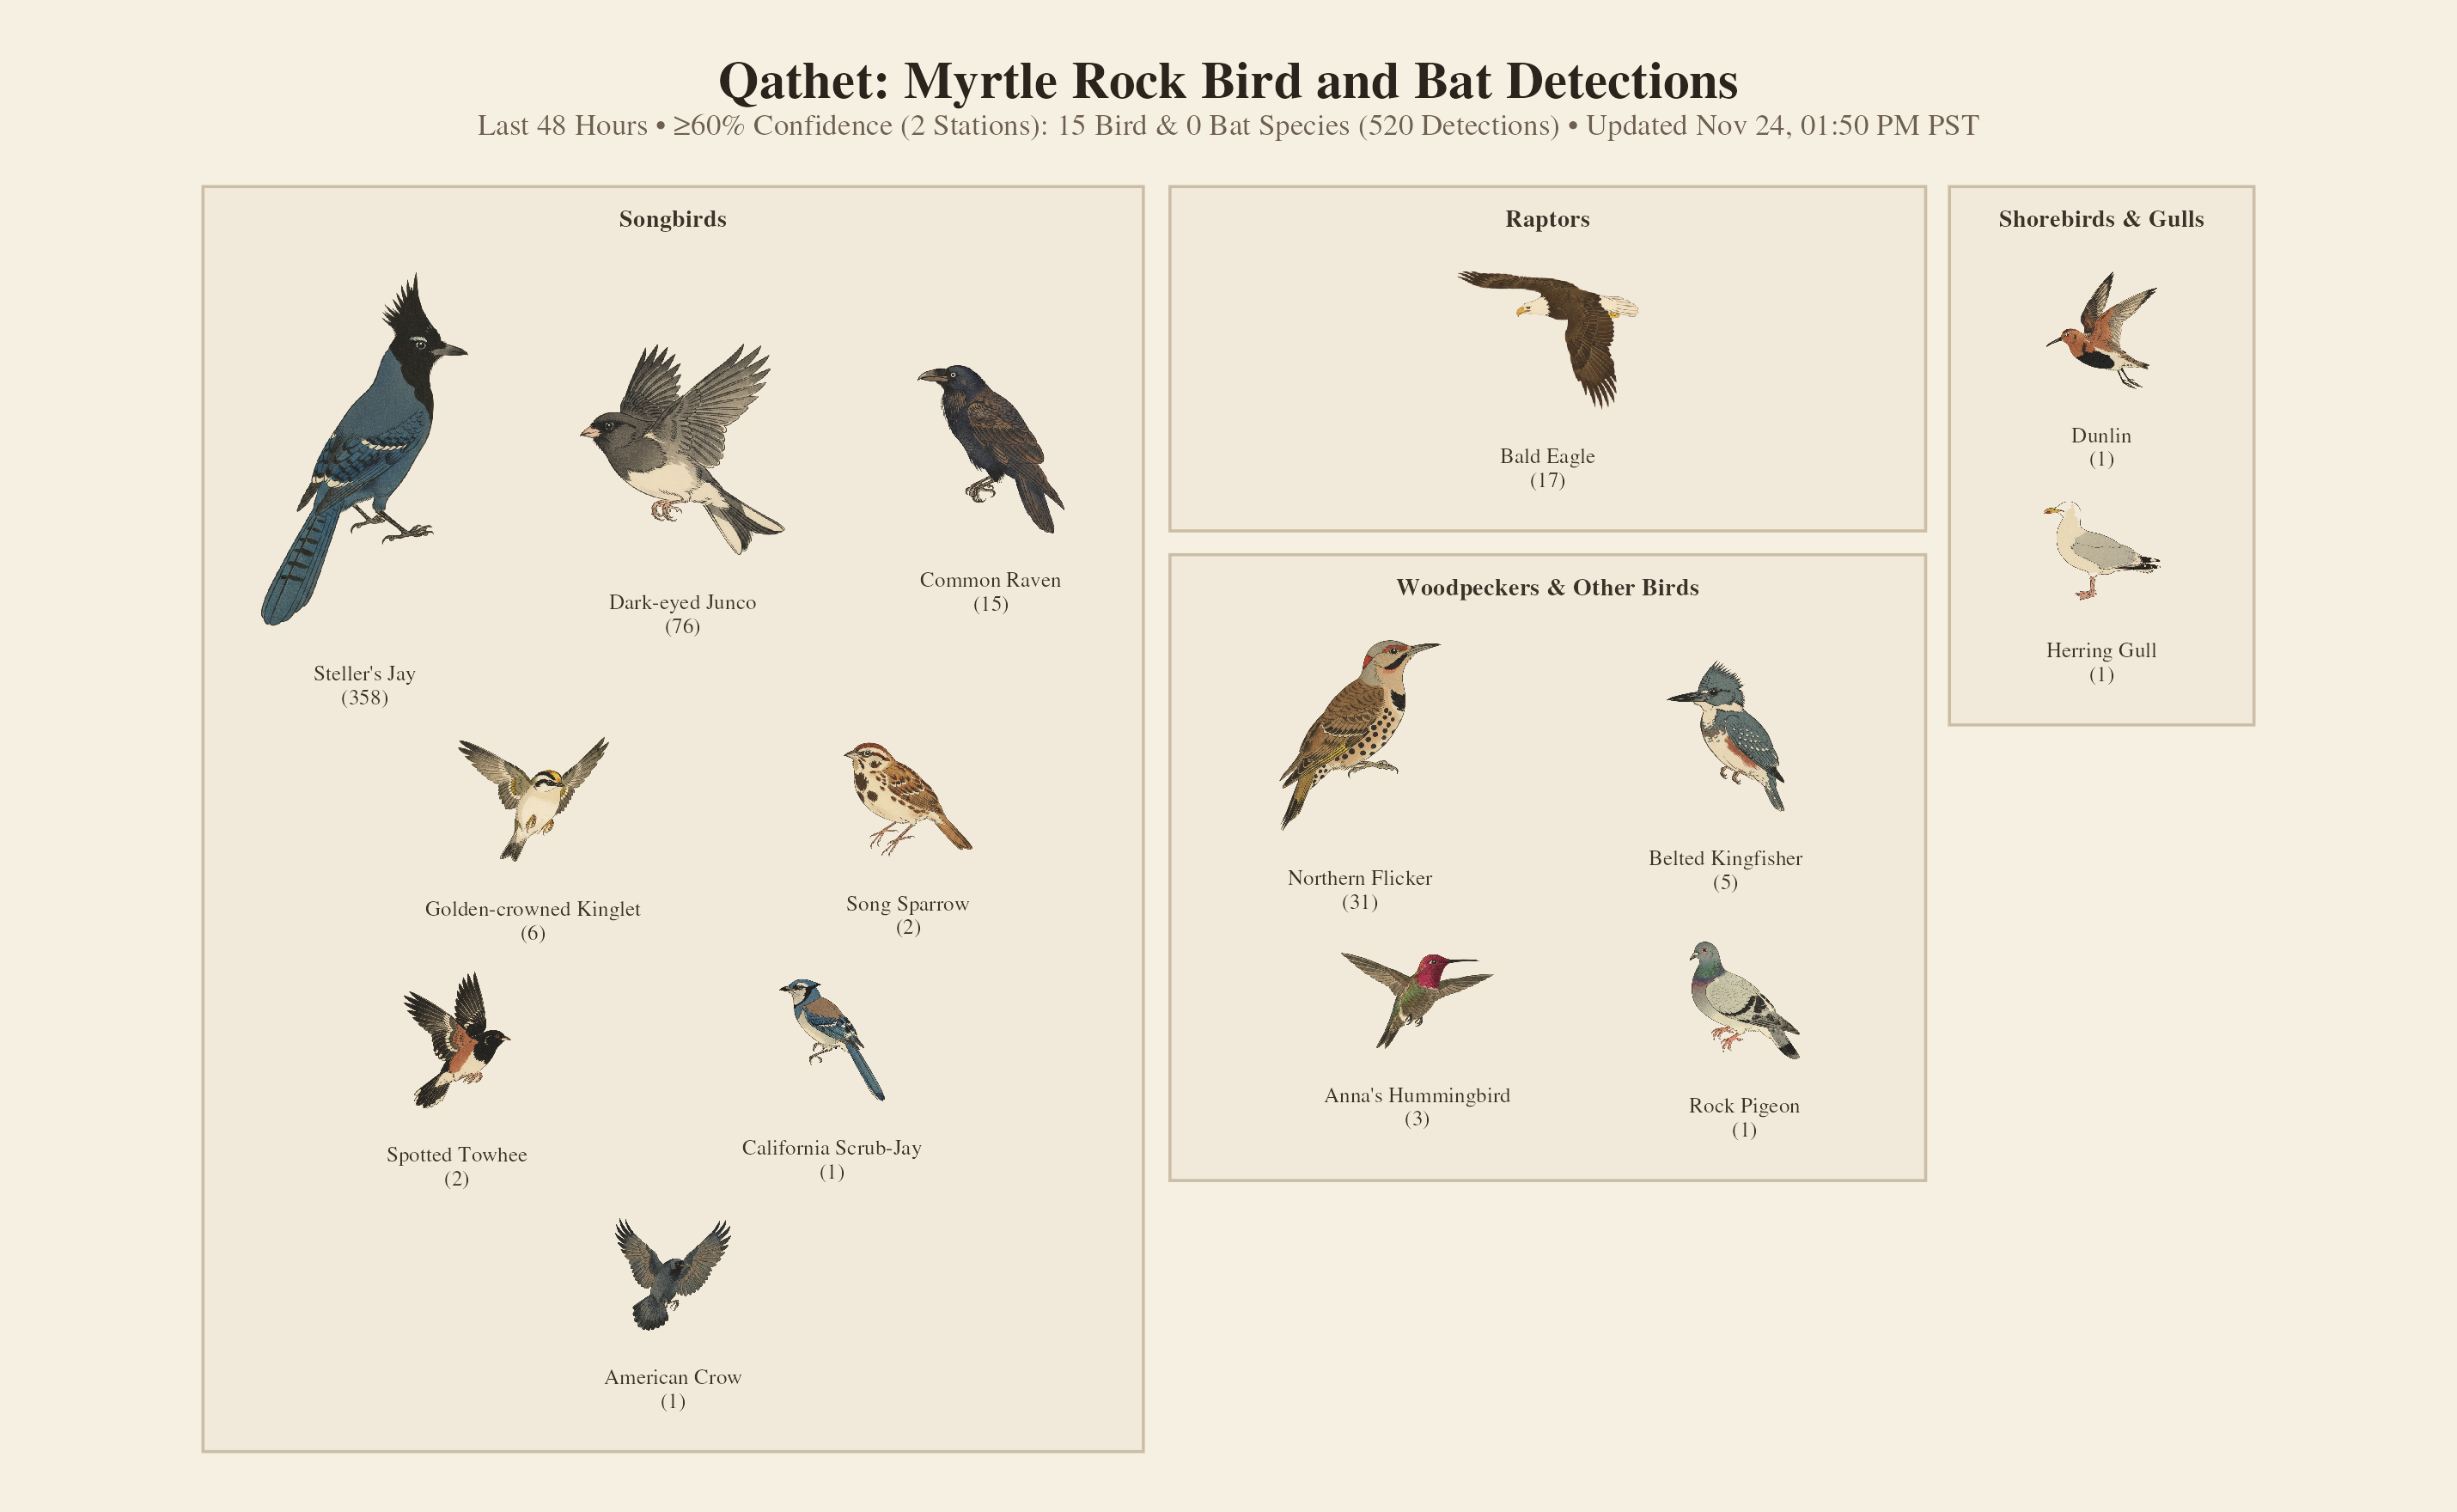 Qathet: Myrtle Rock Bird and Bat Detections
Last 48 Hours • ≥60% Confidence (2 Stations): 15 Bird & 0 Bat Species (520 Detections) • Updated Nov 24, 01:50 PM PST
Songbirds
Steller's Jay
(358)
Dark-eyed Junco
(76)
Common Raven
(15)
Golden-crowned Kinglet
(6)
Song Sparrow
(2)
Spotted Towhee
(2)
California Scrub-Jay
(1)
American Crow
(1)
Raptors
Bald Eagle
(17)
Woodpeckers & Other Birds
Northern Flicker
(31)
Belted Kingfisher
(5)
Anna's Hummingbird
(3)
Rock Pigeon
(1)
Shorebirds & Gulls
Dunlin
(1)
Herring Gull
(1)